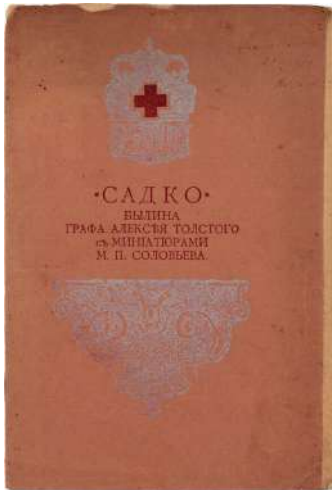 ·САДКО·
БЫЛИНА
ГРАФА АЛЕКСѢЯ ТОЛСТОГО
съ МИНІАТЮРАМИ
М. П. СОЛОВЬЕВА.